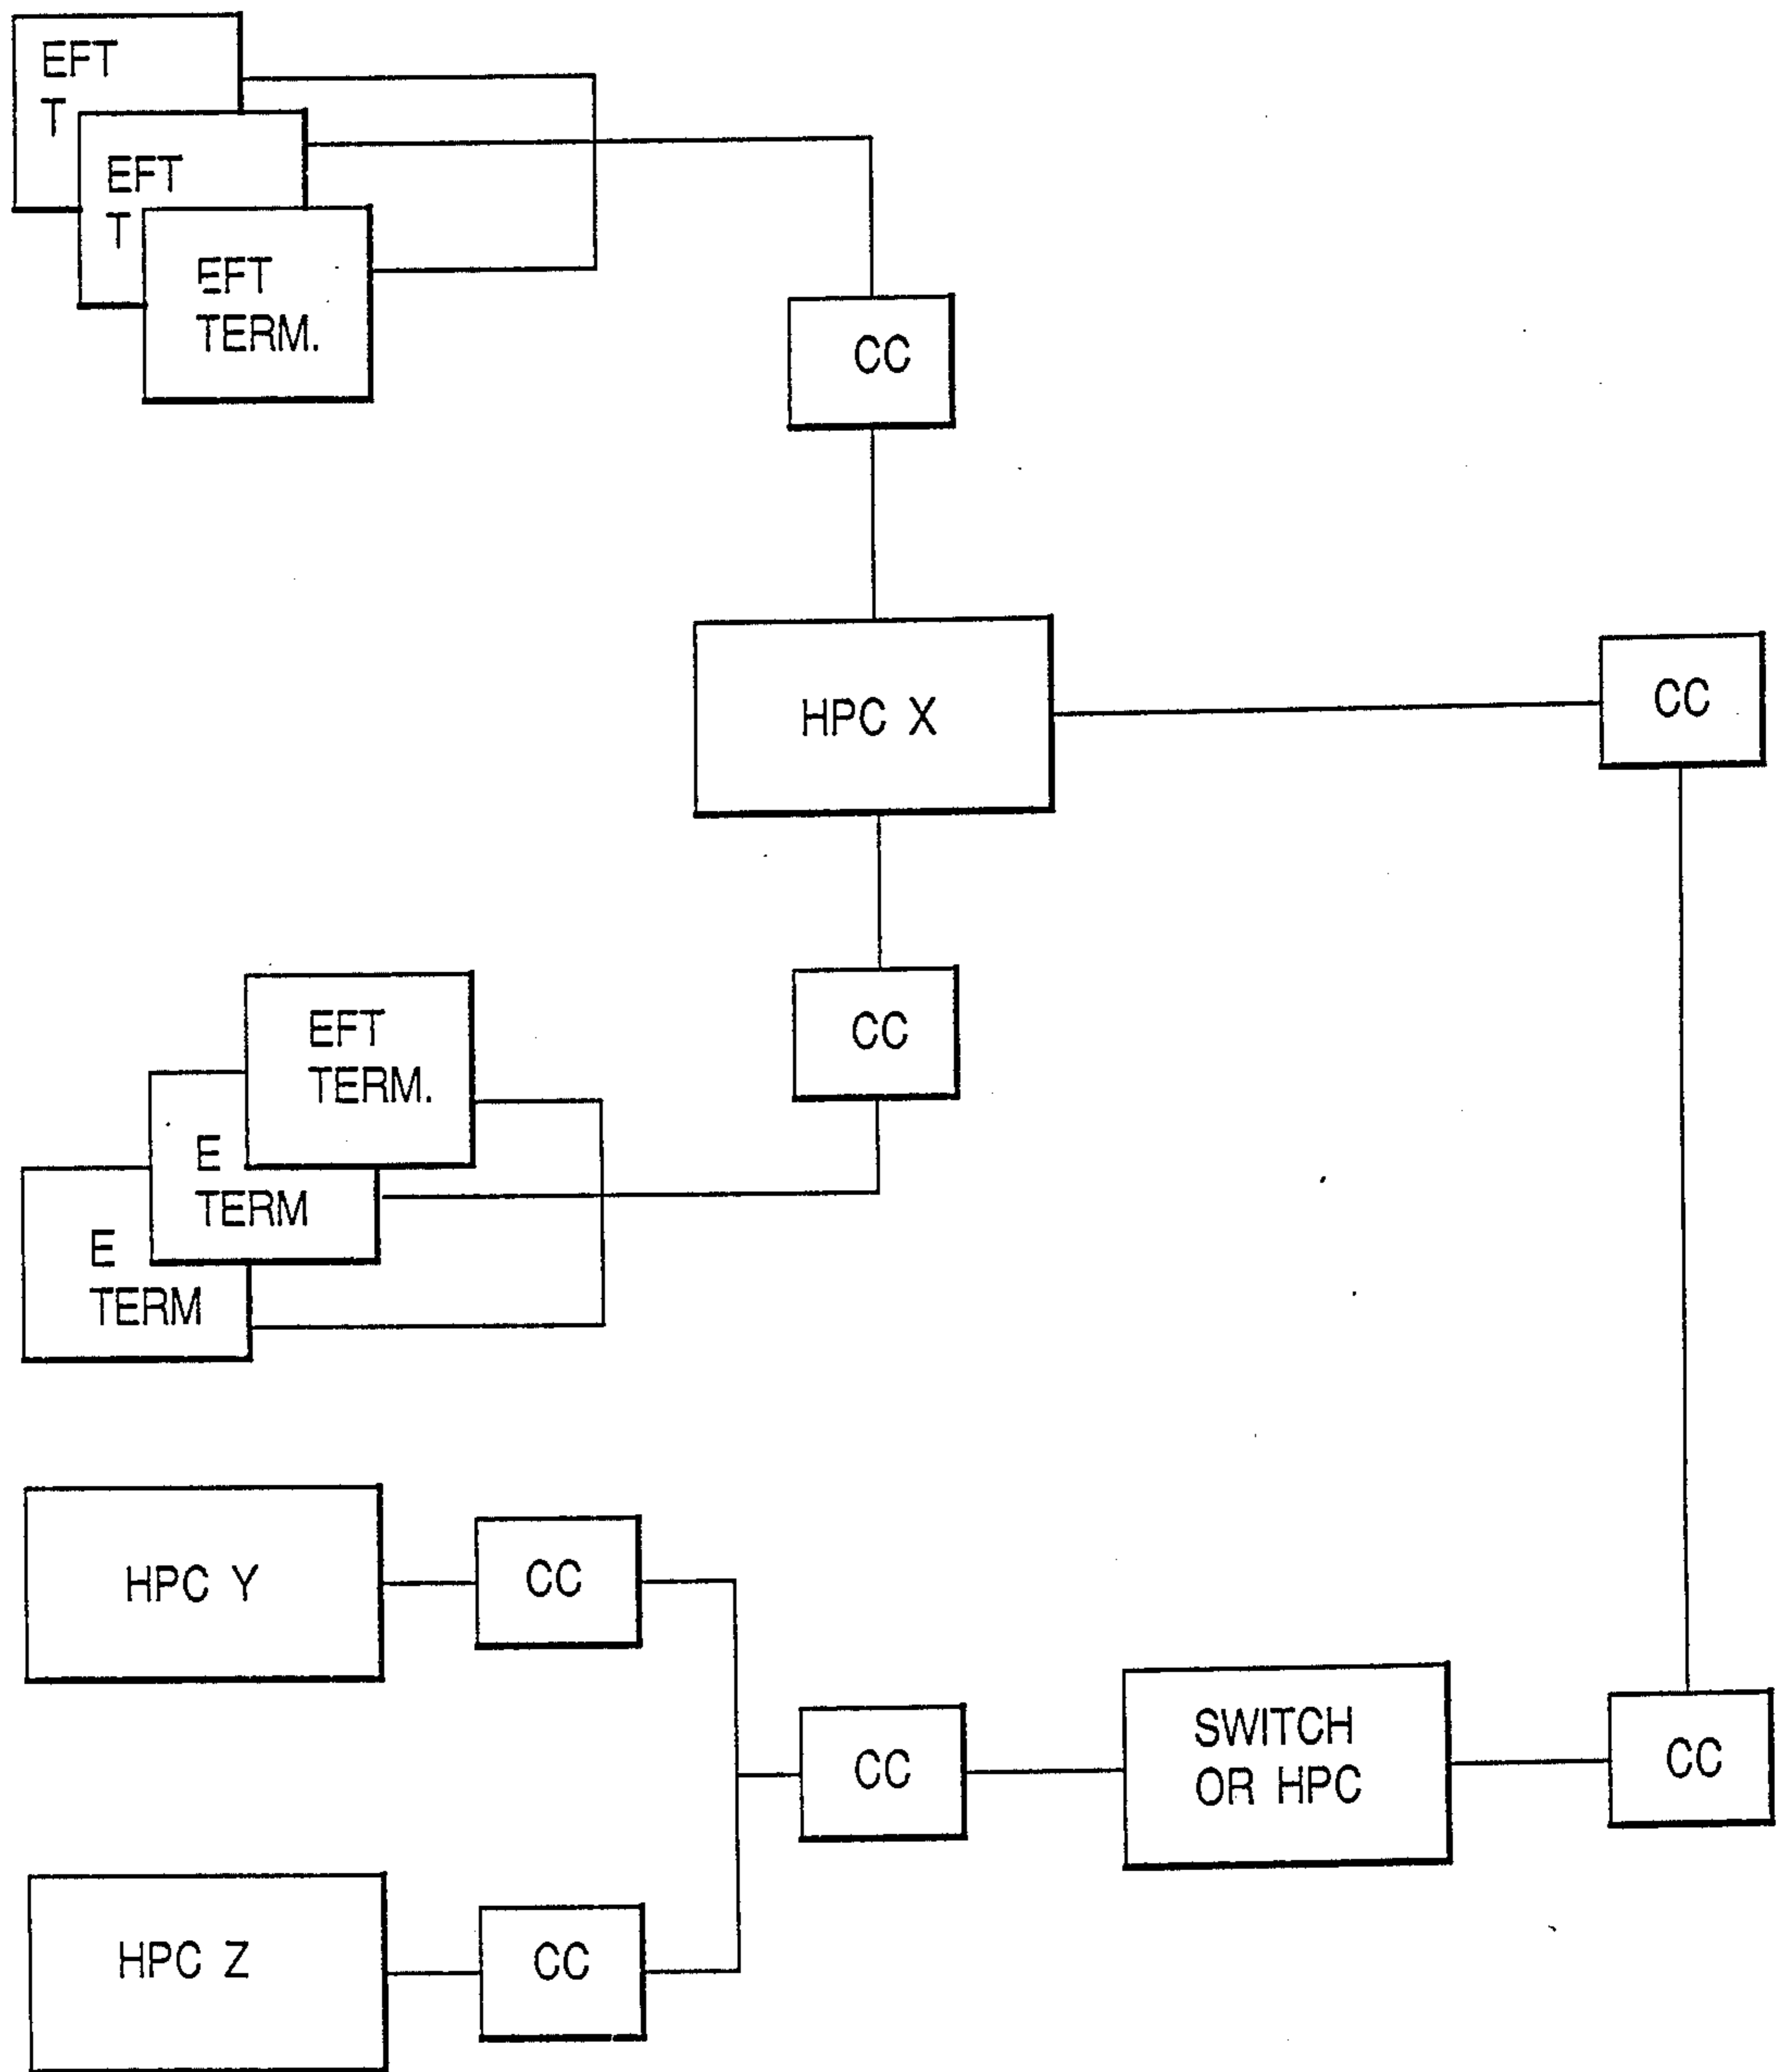 EFT
T
EFT
T
EFT
TERM.
CC
HPC X
CC
CC
EFT
TERM.
E
TERM
E
TERM
HPC Y
CC
SWITCH
OR HPC
CC
CC
HPC Z
CC